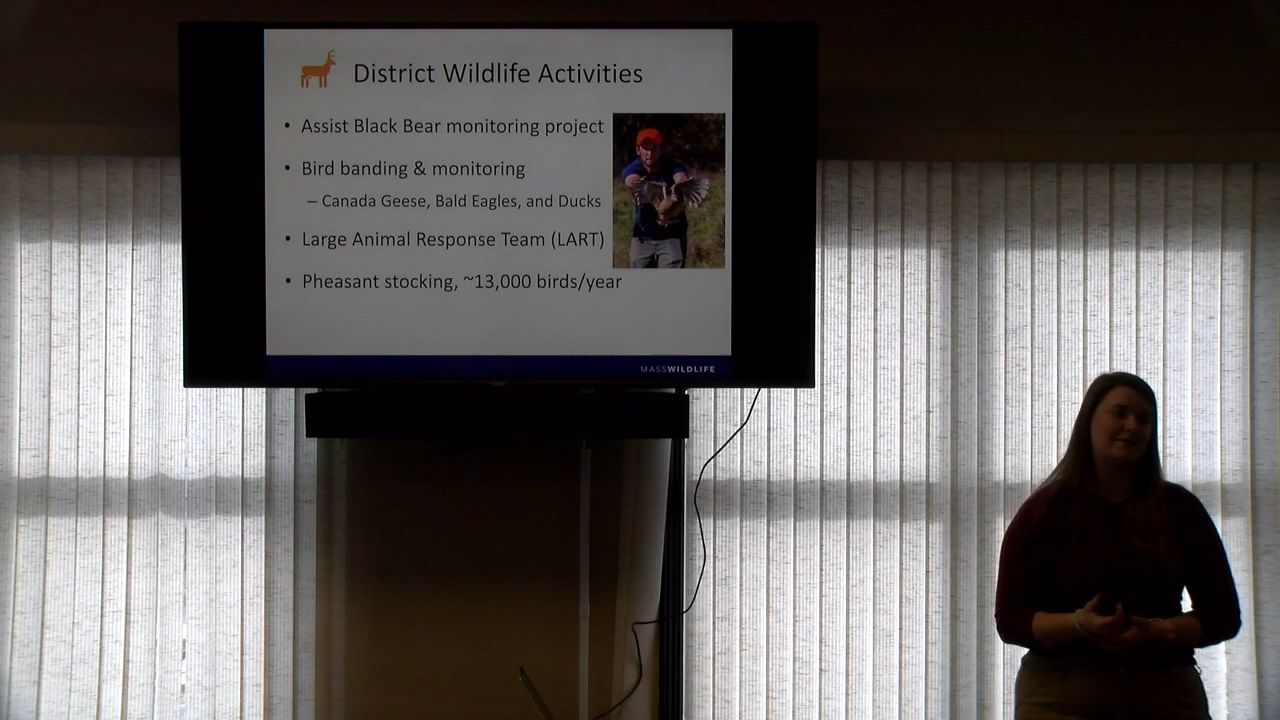 District Wildlife Activities
• Assist Black Bear monitoring project
• Bird banding & monitoring
– Canada Geese, Bald Eagles, and Ducks
• Large Animal Response Team (LART)
• Pheasant stocking, ~13,000 birds/year
MASSWILDLIFE